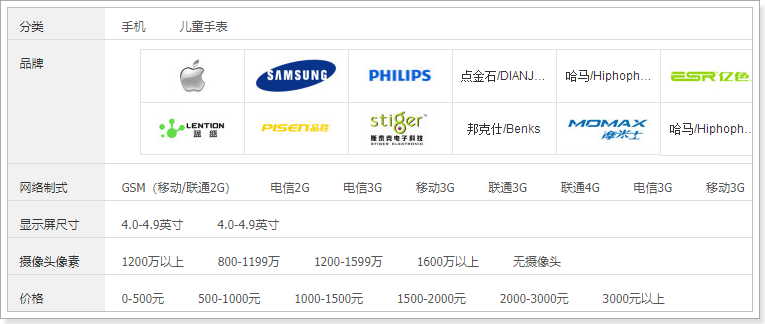 分类 手机 儿童手表
品牌 SAMSUNG PHILIPS 点金石/DIANJ... 哈马/Hiphoph... ESR亿色
LENTION 蓝盛 PISEN品胜 stiger 斯泰克电子科技 STIGER ELECTRONIC 邦克仕/Benks MOMAX 摩米士 哈马/Hiphoph...
网络制式 GSM（移动/联通2G） 电信2G 电信3G 移动3G 联通3G 联通4G 电信3G 移动3G
显示屏尺寸 4.0-4.9英寸 4.0-4.9英寸
摄像头像素 1200万以上 800-1199万 1200-1599万 1600万以上 无摄像头
价格 0-500元 500-1000元 1000-1500元 1500-2000元 2000-3000元 3000元以上